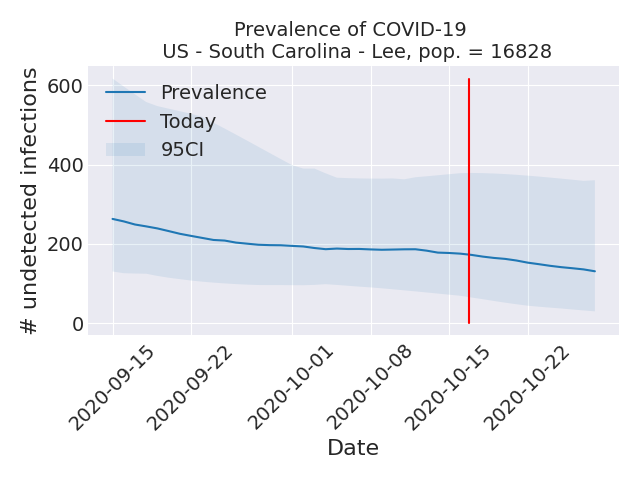 Prevalence of COVID-19
US - South Carolina - Lee, pop. = 16828
# undetected infections
600
400
200
0
Prevalence
Today
95CI
2020-09-15
2020-09-22
2020-10-01
2020-10-08
2020-10-15
2020-10-22
Date